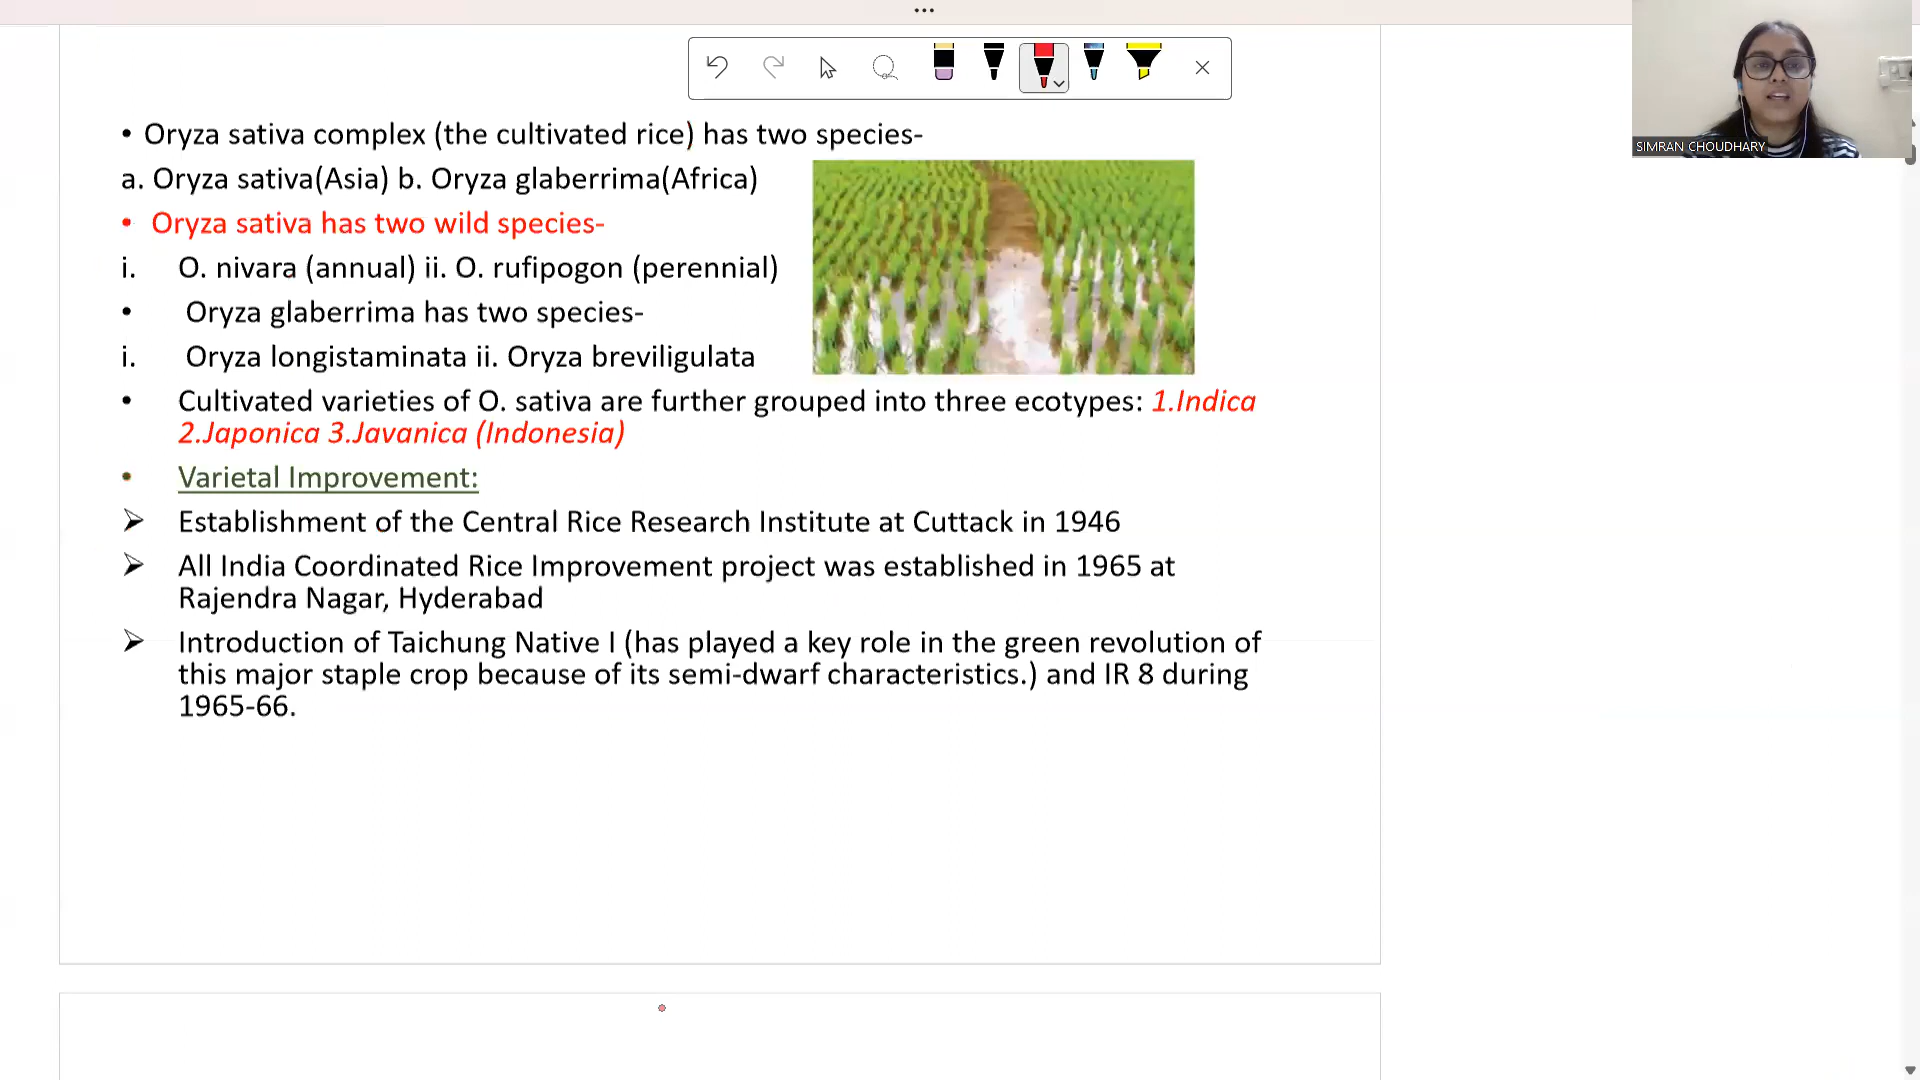 SIMRAN CHOUDHARY
• Oryza sativa complex (the cultivated rice) has two species-
a. Oryza sativa(Asia) b. Oryza glaberrima(Africa)
• Oryza sativa has two wild species-
i. O. nivara (annual) ii. O. rufipogon (perennial)
• Oryza glaberrima has two species-
i. Oryza longistaminata ii. Oryza breviligulata
• Cultivated varieties of O. sativa are further grouped into three ecotypes: 1.Indica
2.Japonica 3.Javanica (Indonesia)
• Varietal Improvement:
➢ Establishment of the Central Rice Research Institute at Cuttack in 1946
➢ All India Coordinated Rice Improvement project was established in 1965 at
Rajendra Nagar, Hyderabad
➢ Introduction of Taichung Native I (has played a key role in the green revolution of
this major staple crop because of its semi-dwarf characteristics.) and IR 8 during
1965-66.